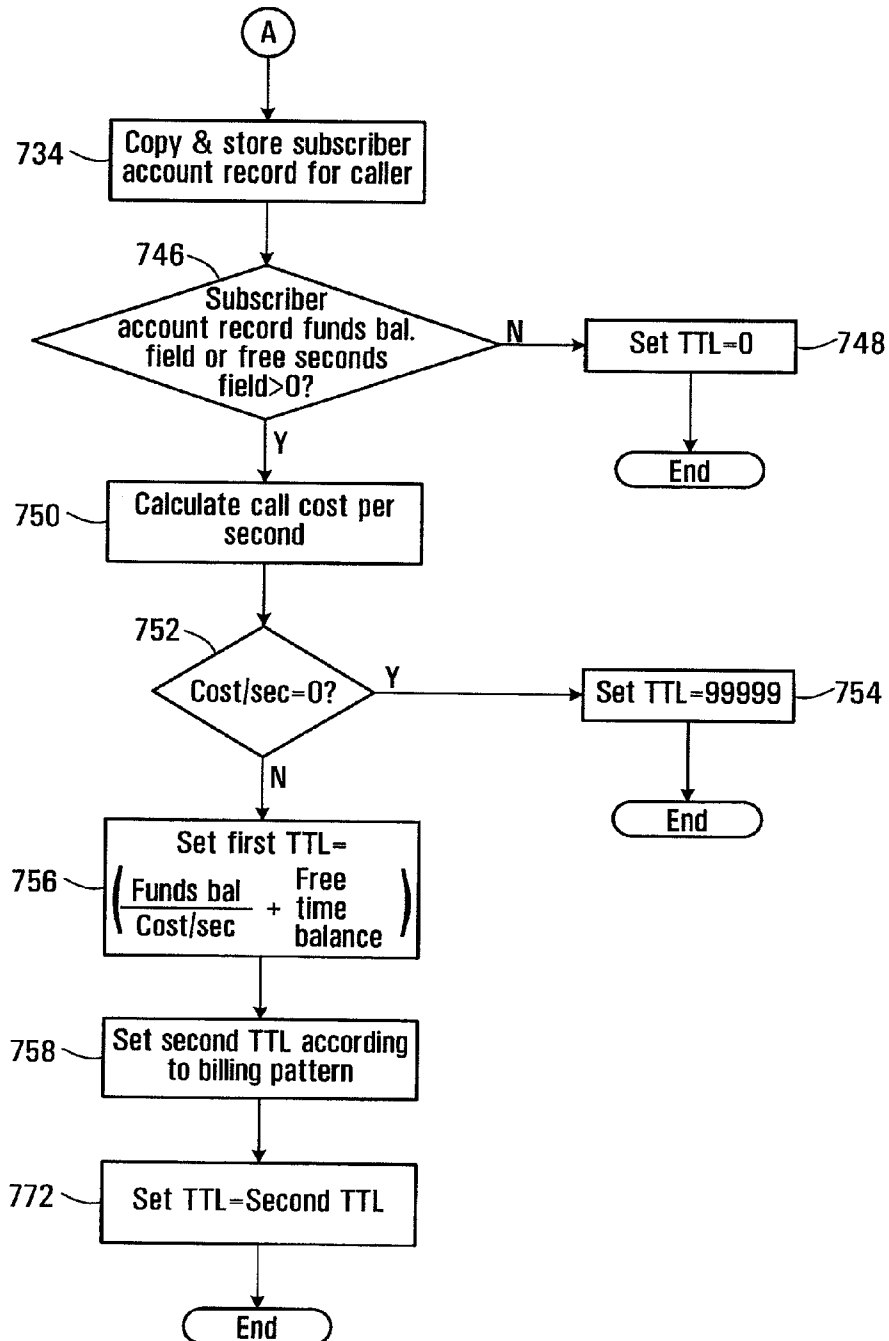 A
734
Copy & store subscriber
account record for caller
746
Subscriber
account record funds bal.
field or free seconds
field>0?
N
Set TTL=0
748
End
Y
750
Calculate call cost per
second
752
Cost/sec=0?
Y
Set TTL=99999
754
End
N
756
Set first TTL=
(Funds bal / Cost/sec + Free time balance)
758
Set second TTL according
to billing pattern
772
Set TTL=Second TTL
End